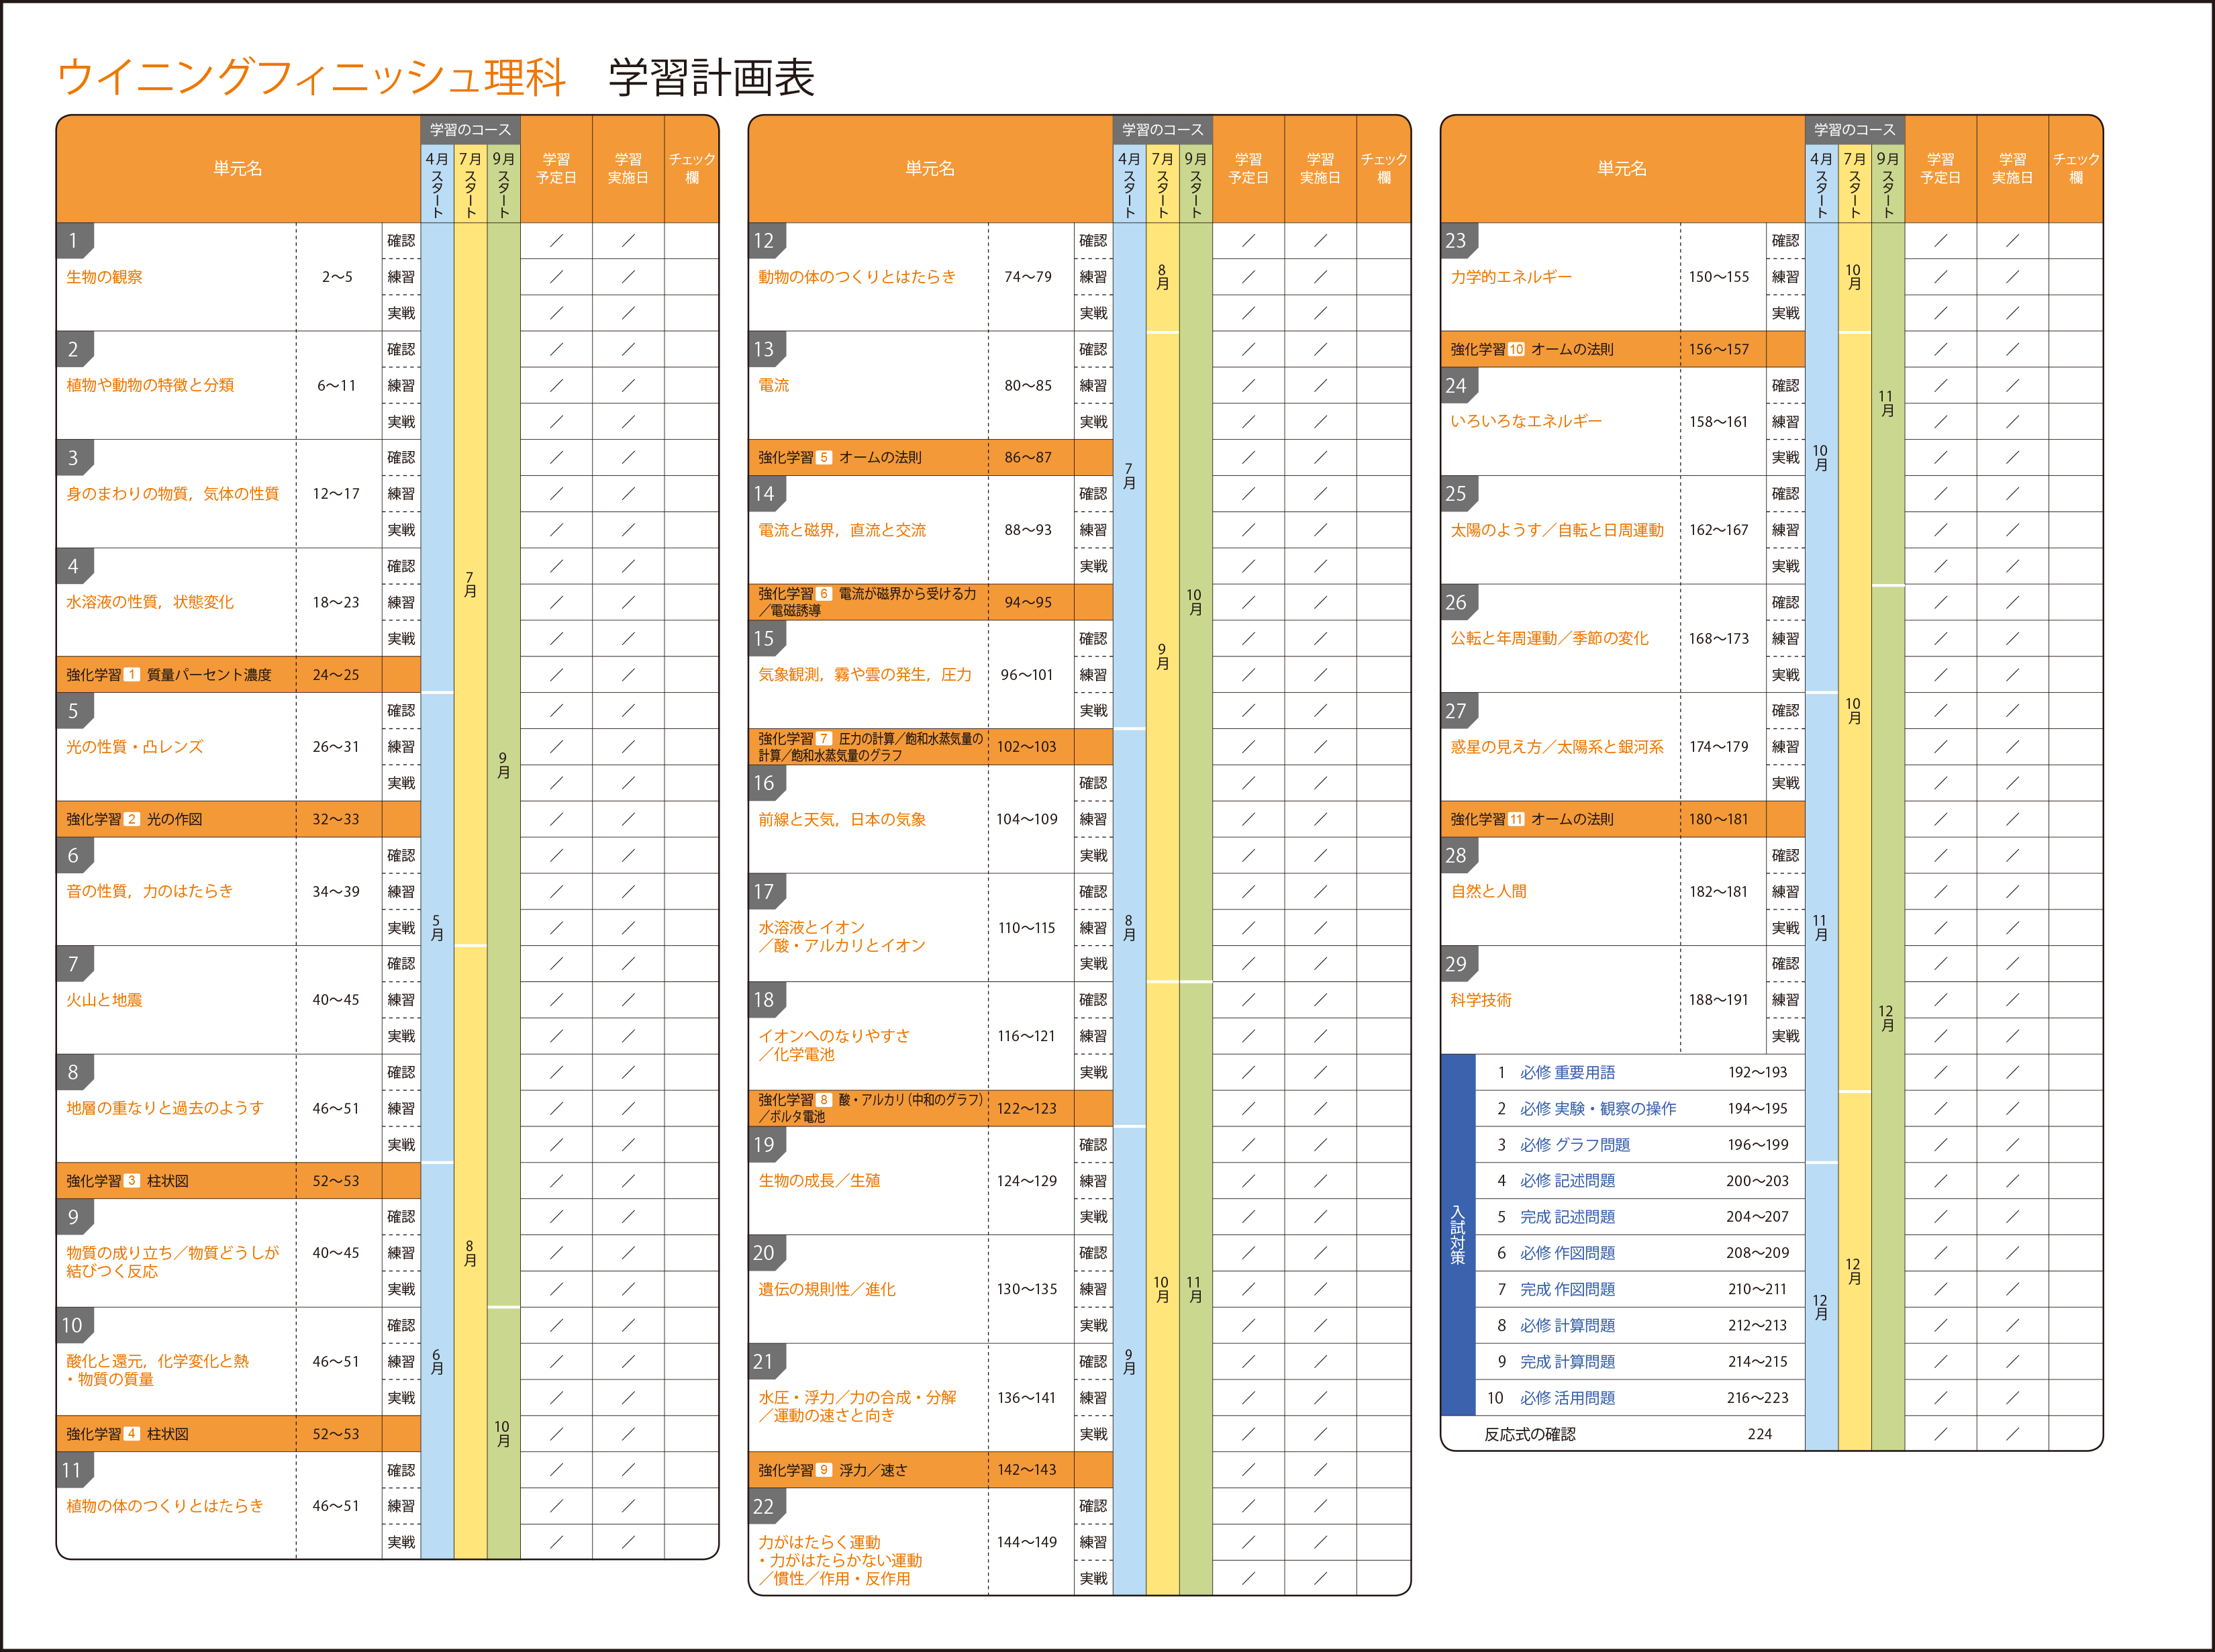 ウイニングフィニッシュ理科 学習計画表
単元名
学習のコース
4月スタート
7月スタート
9月スタート
学習
予定日
学習
実施日
チェック
欄
1 確認 ／ ／
生物の観察 2〜5 練習 ／ ／
実戦 ／ ／
2 確認 ／ ／
植物や動物の特徴と分類 6〜11 練習 ／ ／
実戦 ／ ／
3 確認 ／ ／
身のまわりの物質，気体の性質 12〜17 練習 ／ ／
実戦 ／ ／
4 確認 ／ ／
水溶液の性質，状態変化 18〜23 練習 ／ ／
実戦 ／ ／
強化学習 1 質量パーセント濃度 24〜25 ／ ／
5 確認 ／ ／
光の性質・凸レンズ 26〜31 練習 ／ ／
実戦 ／ ／
強化学習 2 光の作図 32〜33 ／ ／
6 確認 ／ ／
音の性質，力のはたらき 34〜39 練習 ／ ／
実戦 ／ ／
7 確認 ／ ／
火山と地震 40〜45 練習 ／ ／
実戦 ／ ／
8 確認 ／ ／
地層の重なりと過去のようす 46〜51 練習 ／ ／
実戦 ／ ／
強化学習 3 柱状図 52〜53 ／ ／
9 確認 ／ ／
物質の成り立ち／物質どうしが
結びつく反応 40〜45 練習 ／ ／
実戦 ／ ／
10 確認 ／ ／
酸化と還元，化学変化と熱
・物質の質量 46〜51 練習 ／ ／
実戦 ／ ／
強化学習 4 柱状図 52〜53 ／ ／
11 確認 ／ ／
植物の体のつくりとはたらき 46〜51 練習 ／ ／
実戦 ／ ／
5月
6月
7月
8月
9月
10月
単元名
学習のコース
4月スタート
7月スタート
9月スタート
学習
予定日
学習
実施日
チェック
欄
12 確認 ／ ／
動物の体のつくりとはたらき 74〜79 練習 ／ ／
実戦 ／ ／
13 確認 ／ ／
電流 80〜85 練習 ／ ／
実戦 ／ ／
強化学習 5 オームの法則 86〜87 ／ ／
14 確認 ／ ／
電流と磁界，直流と交流 88〜93 練習 ／ ／
実戦 ／ ／
強化学習 6 電流が磁界から受ける力
／電磁誘導 94〜95 ／ ／
15 確認 ／ ／
気象観測，霧や雲の発生，圧力 96〜101 練習 ／ ／
実戦 ／ ／
強化学習 7 圧力の計算／飽和水蒸気量の
計算／飽和水蒸気量のグラフ 102〜103 ／ ／
16 確認 ／ ／
前線と天気，日本の気象 104〜109 練習 ／ ／
実戦 ／ ／
17 確認 ／ ／
水溶液とイオン
／酸・アルカリとイオン 110〜115 練習 ／ ／
実戦 ／ ／
18 確認 ／ ／
イオンへのなりやすさ
／化学電池 116〜121 練習 ／ ／
実戦 ／ ／
強化学習 8 酸・アルカリ(中和のグラフ)
／ボルタ電池 122〜123 ／ ／
19 確認 ／ ／
生物の成長／生殖 124〜129 練習 ／ ／
実戦 ／ ／
20 確認 ／ ／
遺伝の規則性／進化 130〜135 練習 ／ ／
実戦 ／ ／
21 確認 ／ ／
水圧・浮力／力の合成・分解
／運動の速さと向き 136〜141 練習 ／ ／
実戦 ／ ／
強化学習 9 浮力／速さ 142〜143 ／ ／
22 確認 ／ ／
力がはたらく運動
・力がはたらかない運動
／慣性／作用・反作用 144〜149 練習 ／ ／
実戦 ／ ／
7月
8月
9月
8月
9月
10月
10月
11月
単元名
学習のコース
4月スタート
7月スタート
9月スタート
学習
予定日
学習
実施日
チェック
欄
23 確認 ／ ／
力学的エネルギー 150〜155 練習 ／ ／
実戦 ／ ／
強化学習 10 オームの法則 156〜157 ／ ／
24 確認 ／ ／
いろいろなエネルギー 158〜161 練習 ／ ／
実戦 ／ ／
25 確認 ／ ／
太陽のようす／自転と日周運動 162〜167 練習 ／ ／
実戦 ／ ／
26 確認 ／ ／
公転と年周運動／季節の変化 168〜173 練習 ／ ／
実戦 ／ ／
27 確認 ／ ／
惑星の見え方／太陽系と銀河系 174〜179 練習 ／ ／
実戦 ／ ／
強化学習 11 オームの法則 180〜181 ／ ／
28 確認 ／ ／
自然と人間 182〜181 練習 ／ ／
実戦 ／ ／
29 確認 ／ ／
科学技術 188〜191 練習 ／ ／
実戦 ／ ／
入試対策
1 必修 重要用語 192〜193 ／ ／
2 必修 実験・観察の操作 194〜195 ／ ／
3 必修 グラフ問題 196〜199 ／ ／
4 必修 記述問題 200〜203 ／ ／
5 完成 記述問題 204〜207 ／ ／
6 必修 作図問題 208〜209 ／ ／
7 完成 作図問題 210〜211 ／ ／
8 必修 計算問題 212〜213 ／ ／
9 完成 計算問題 214〜215 ／ ／
10 必修 活用問題 216〜223 ／ ／
反応式の確認 224 ／ ／
10月
11月
12月
10月
10月
12月
11月
12月